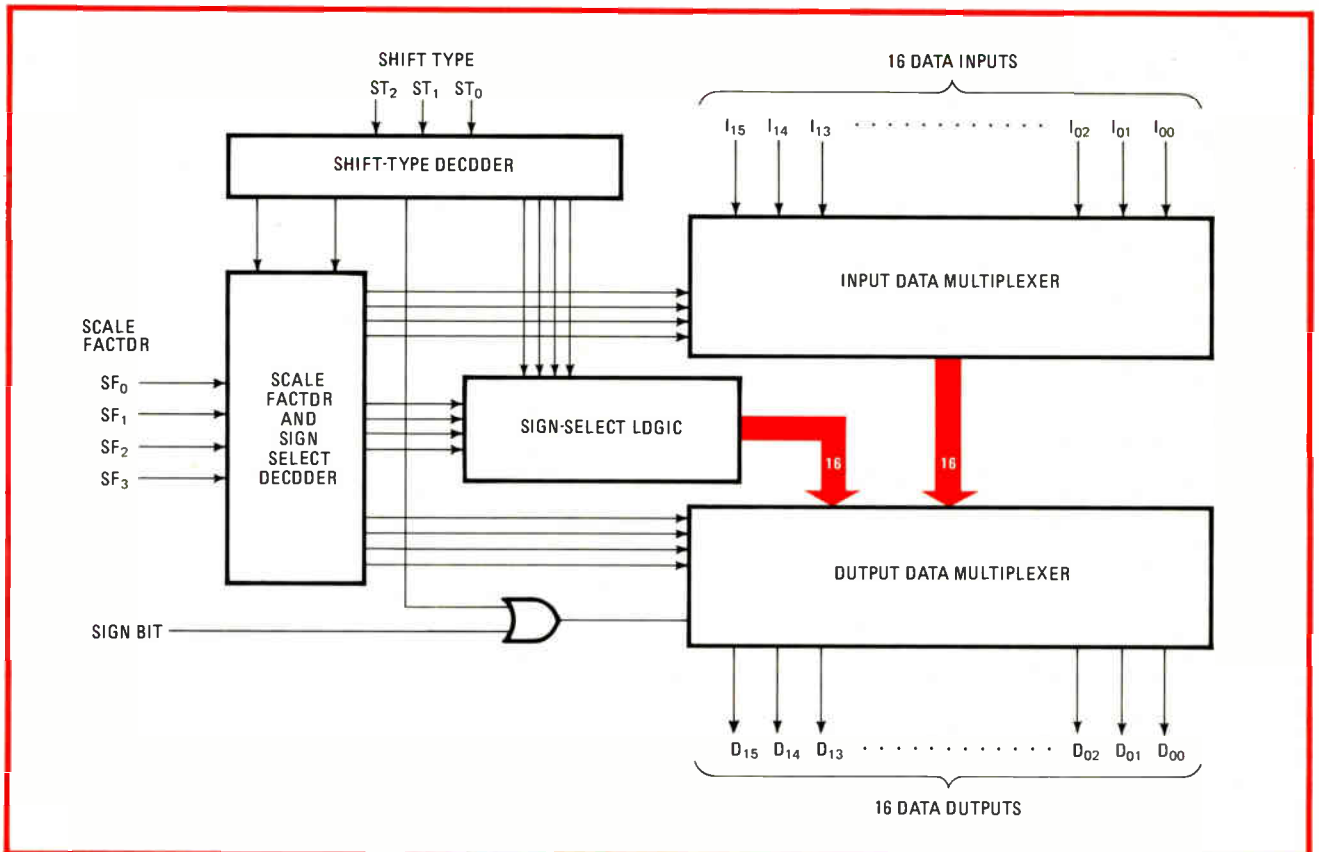 SHIFT TYPE
ST2 ST1 ST0
SHIFT-TYPE DECODER
16 DATA INPUTS
I15 I14 I13 · · · · · · · · · · · · · I02 I01 I00
INPUT DATA MULTIPLEXER
SCALE
FACTOR
SF0
SF1
SF2
SF3
SCALE
FACTOR
AND
SIGN
SELECT
DECODER
SIGN-SELECT LOGIC
16
16
OUTPUT DATA MULTIPLEXER
SIGN BIT
D15 D14 D13 · · · · · · · · · · · · · D02 D01 D00
16 DATA OUTPUTS